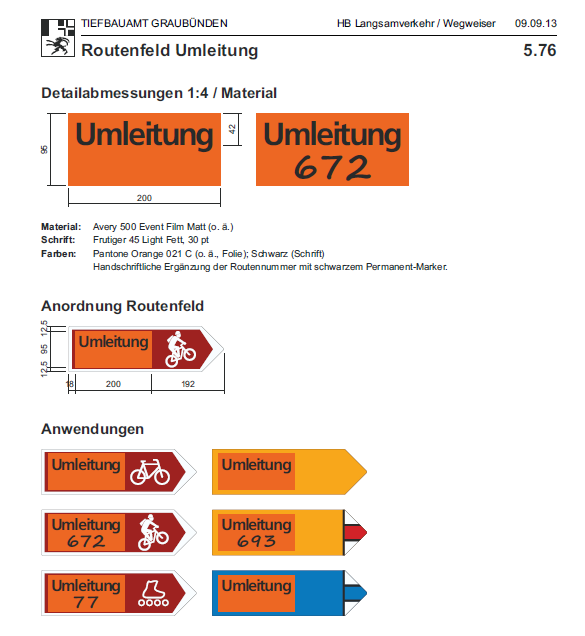 TIEFBAUAMT GRAUBÜNDEN HB Langsamverkehr / Wegweiser 09.09.13
Routenfeld Umleitung 5.76
Detailabmessungen 1:4 / Material
Umleitung
95
42
200
Umleitung
672
Material: Avery 500 Event Film Matt (o. ä.)
Schrift: Frutiger 45 Light Fett, 30 pt
Farben: Pantone Orange 021 C (o. ä., Folie); Schwarz (Schrift)
Handschriftliche Ergänzung der Routennummer mit schwarzem Permanent-Marker.
Anordnung Routenfeld
12,5
95
12,5
Umleitung
18 200 192
Anwendungen
Umleitung
Umleitung
Umleitung
672
Umleitung
693
Umleitung
77
Umleitung